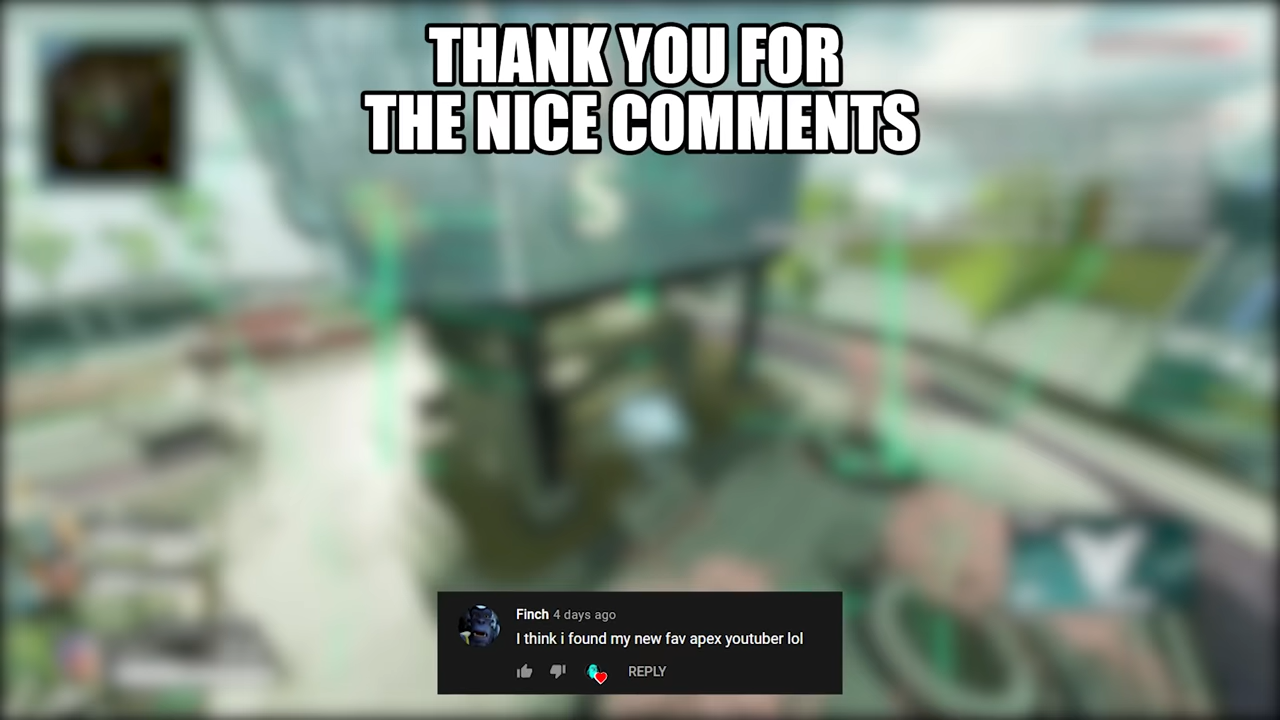 THANK YOU FOR
THE NICE COMMENTS
$
Finch 4 days ago
I think i found my new fav apex youtuber lol
REPLY